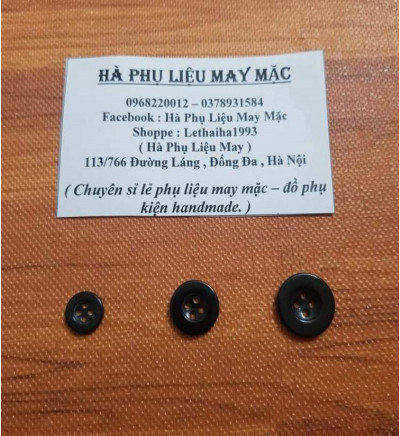 HÀ PHỤ LIỆU MAY MẶC
0968220012 – 0378931584
Facebook : Hà Phụ Liệu May Mặc
Shoppe : Lethaiha1993
( Hà Phụ Liệu May )
113/766 Đường Láng , Đống Đa , Hà Nội
( Chuyên sỉ lẻ phụ liệu may mặc – đồ phụ
kiện handmade. )